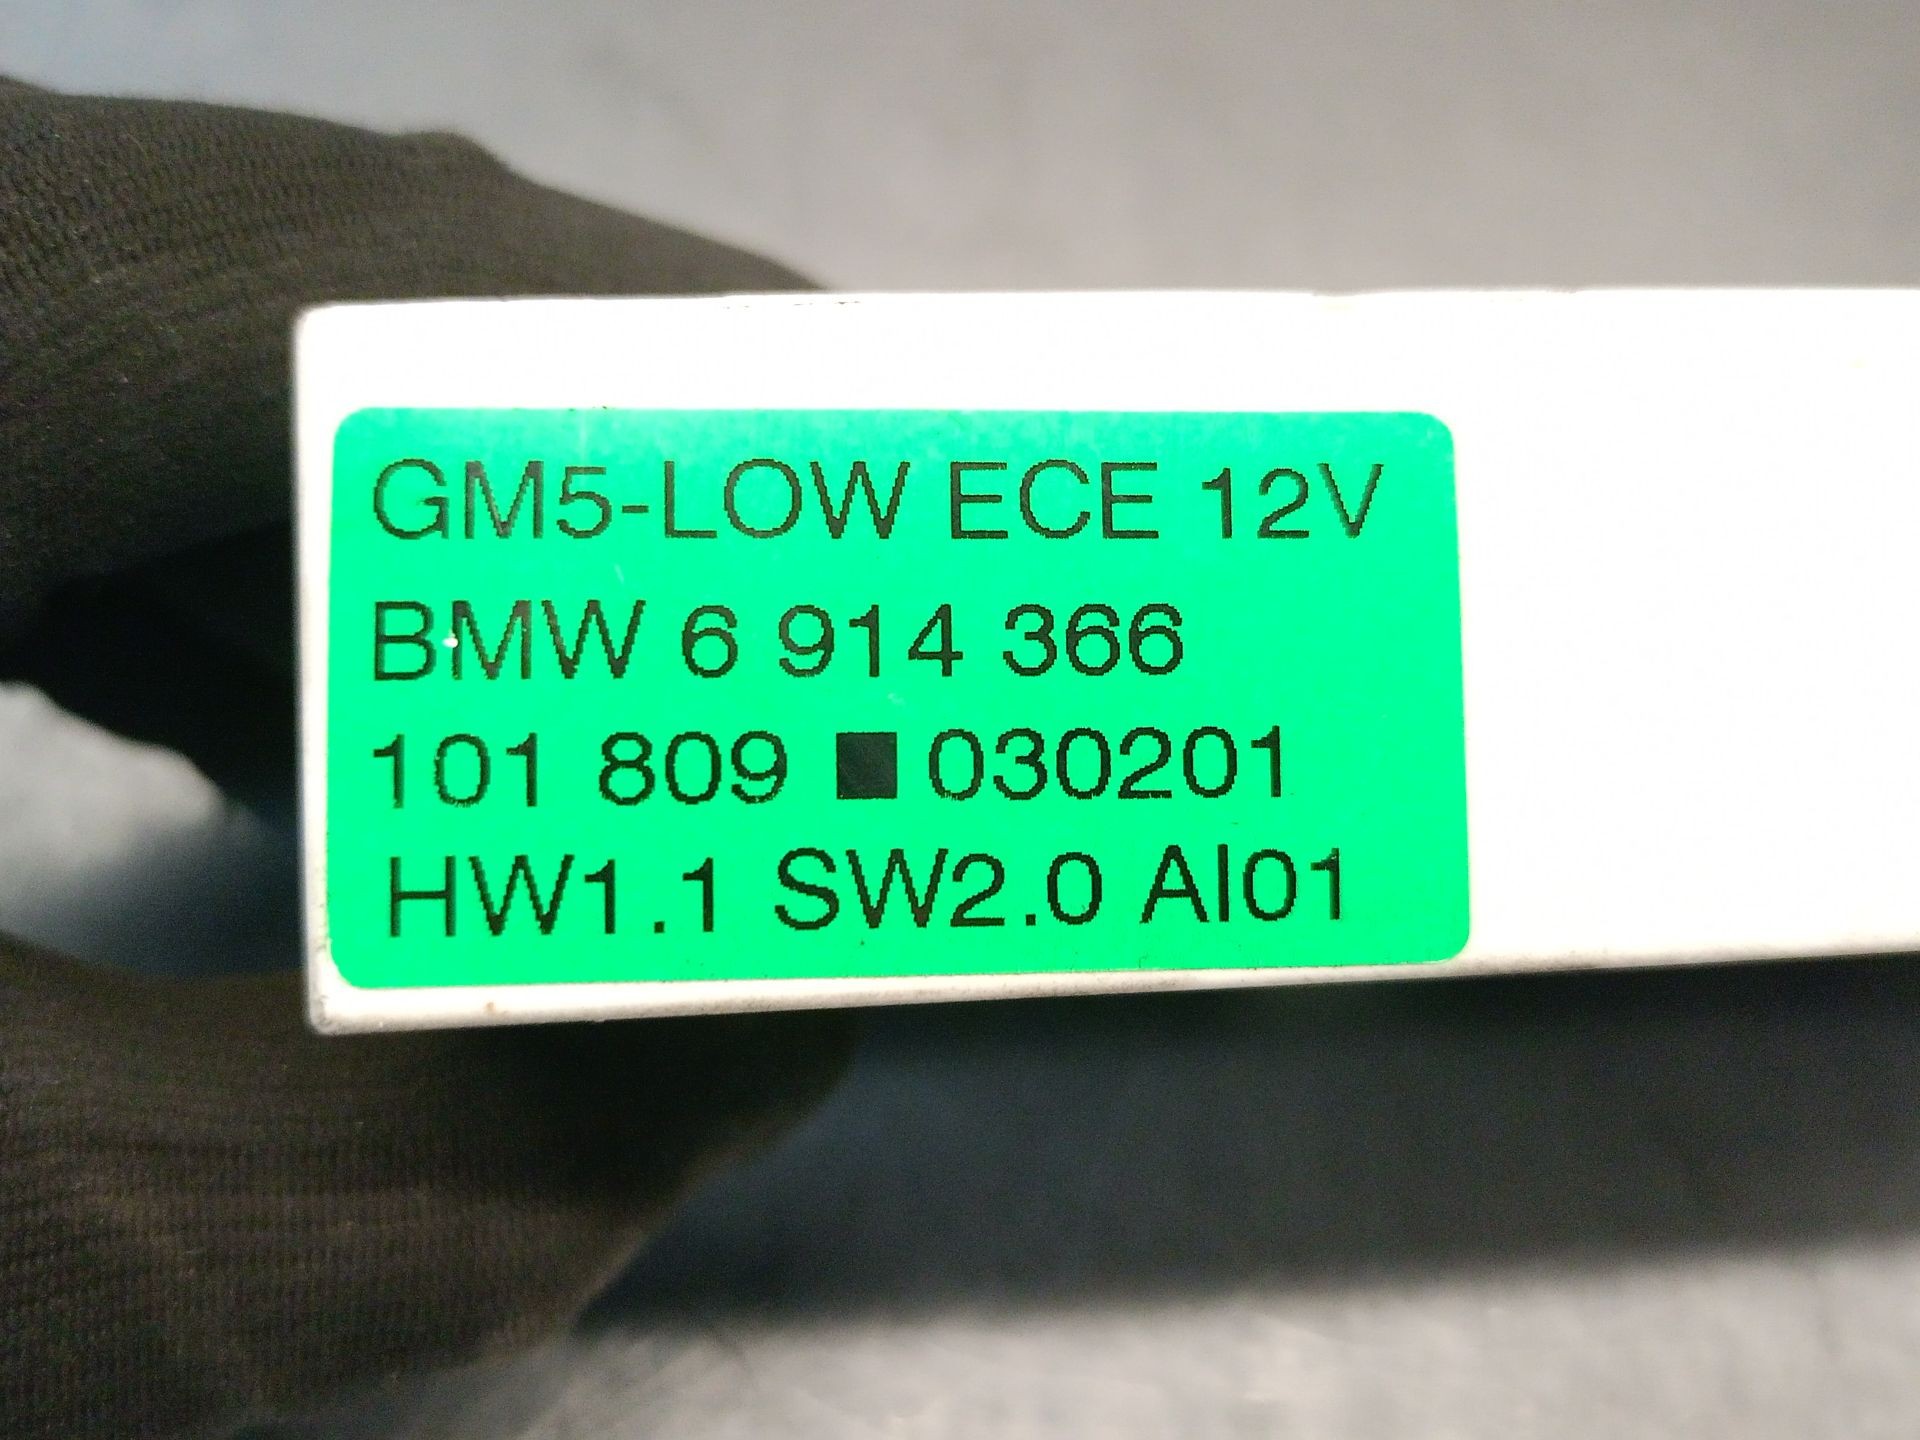 GM5-LOW ECE 12V
BMW 6 914 366
101 809 ■ 030201
HW1.1 SW2.0 AI01